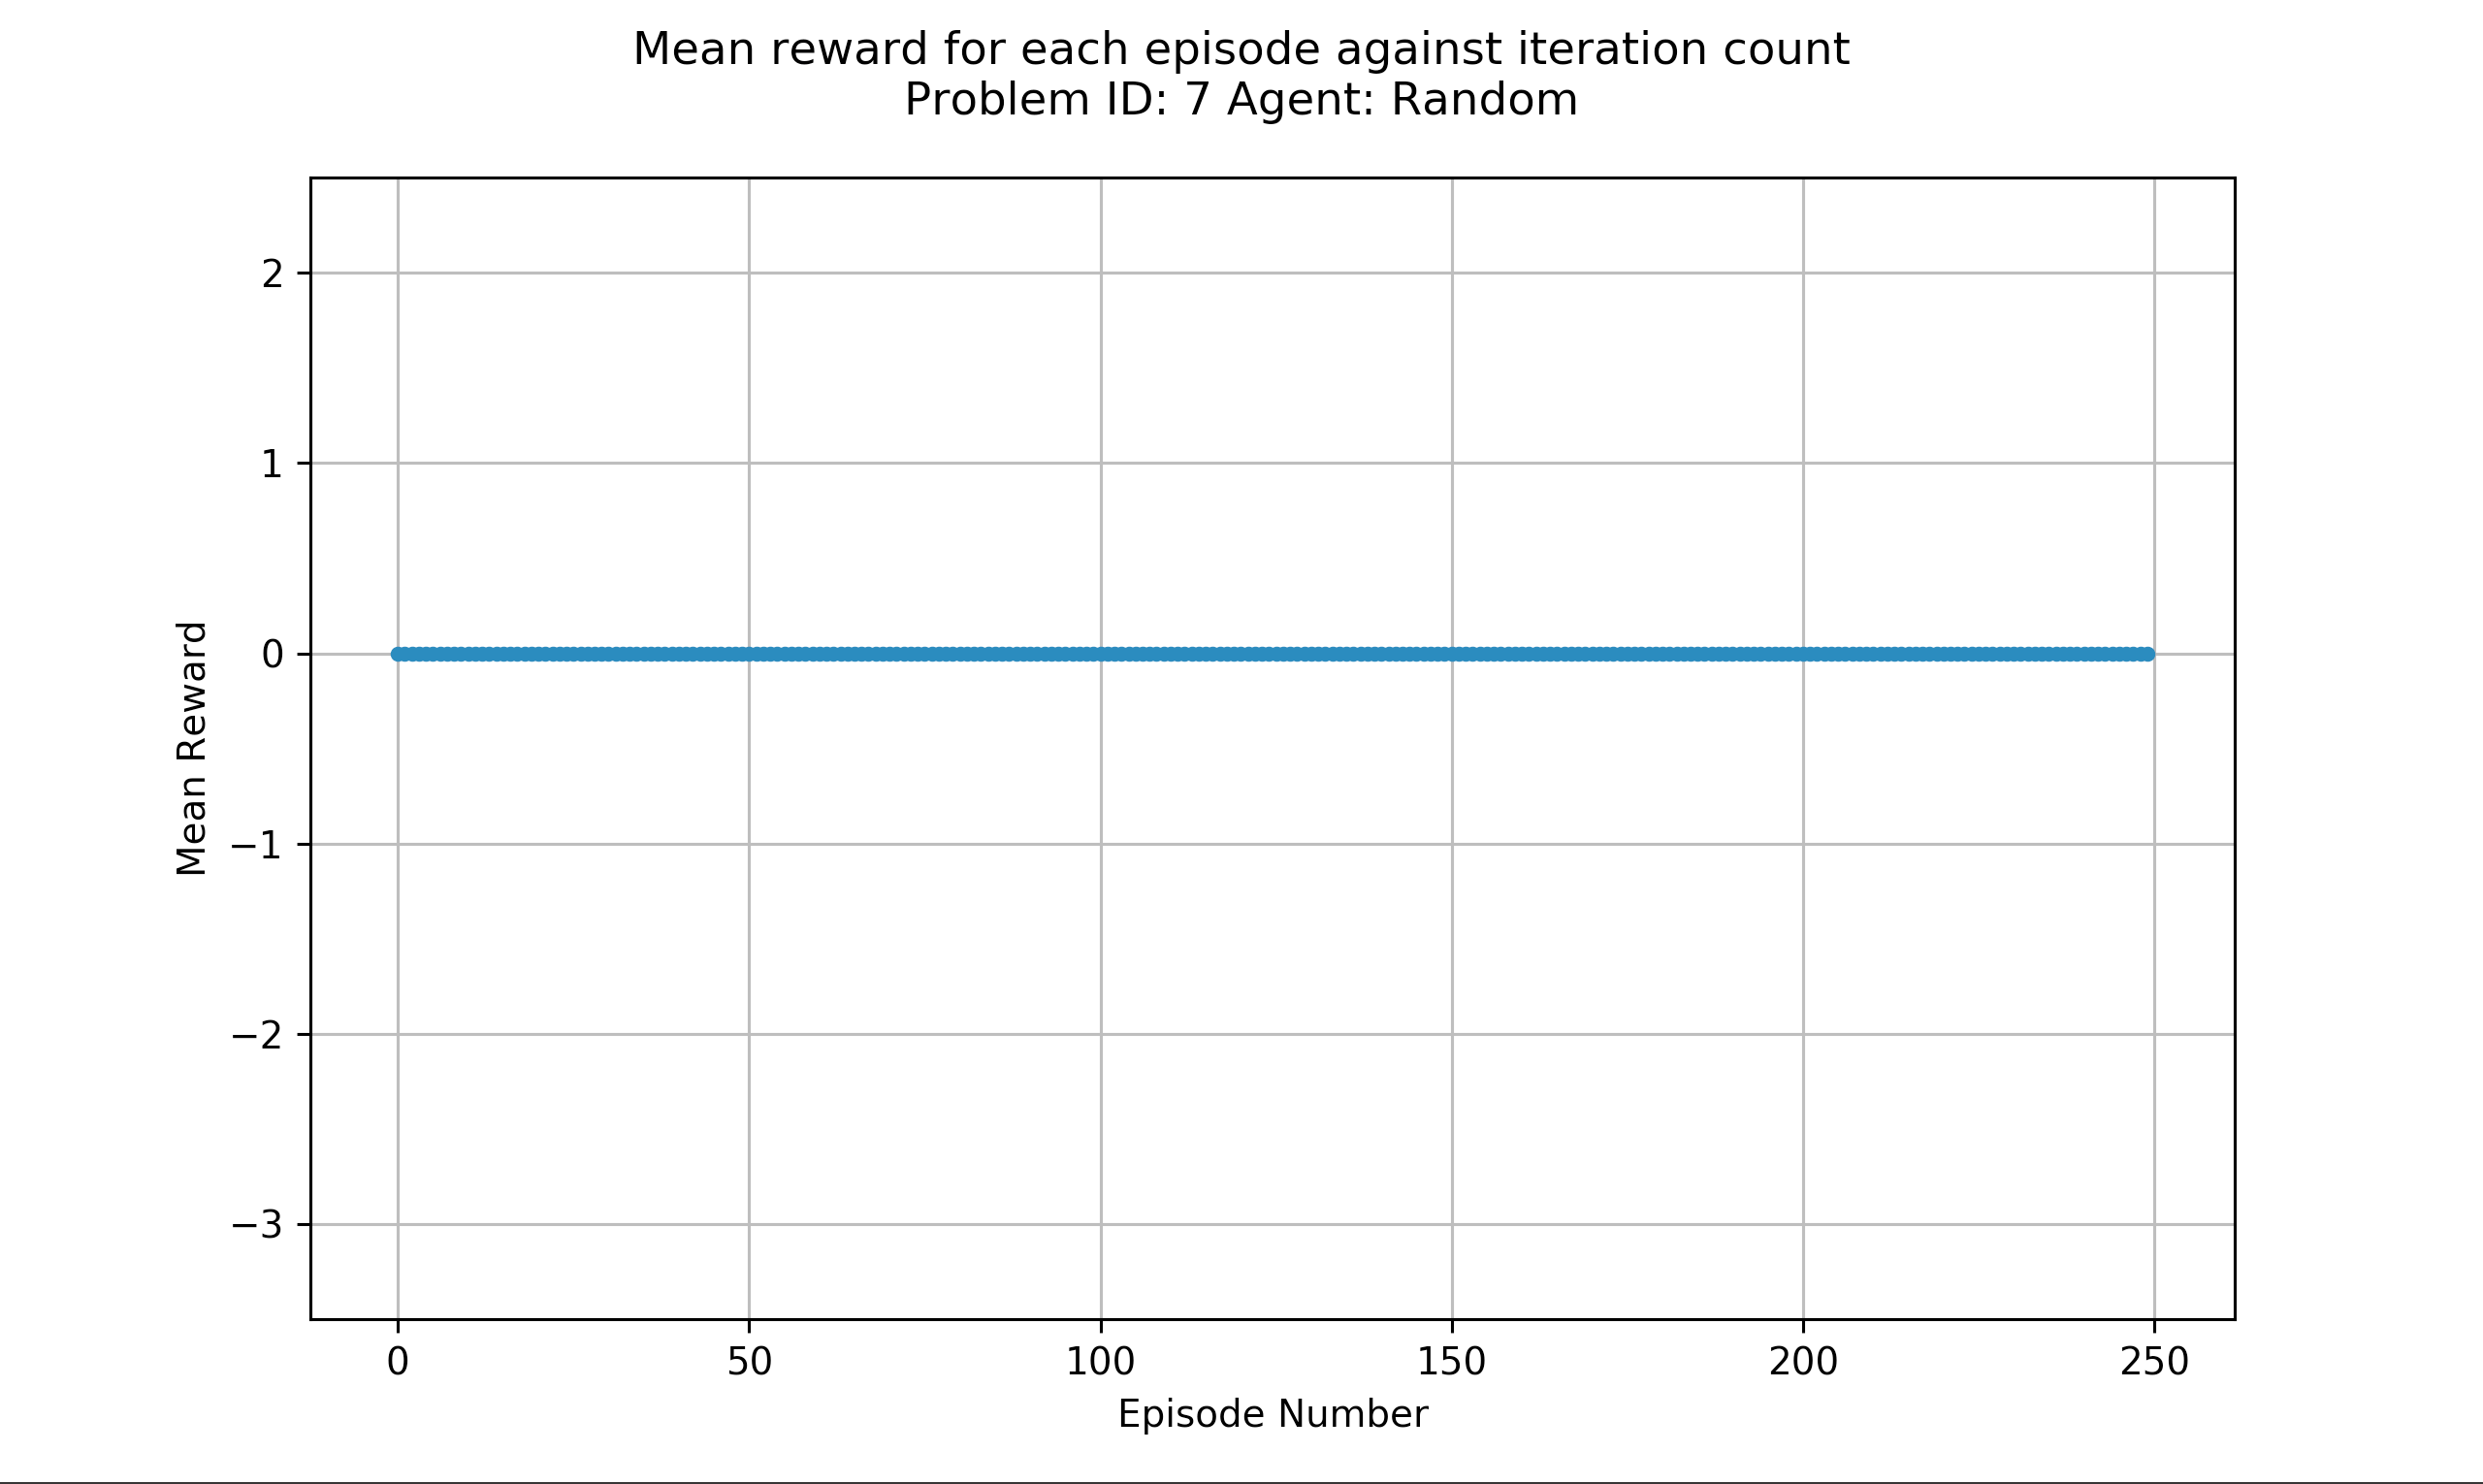 Mean reward for each episode against iteration count
Problem ID: 7 Agent: Random
2
1
0
−1
−2
−3
Mean Reward
0 50 100 150 200 250
Episode Number